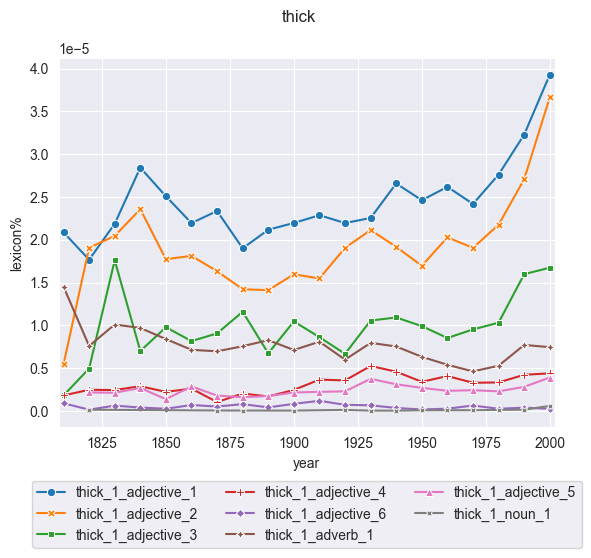 thick
1e−5
4.0
3.5
3.0
2.5
2.0
1.5
1.0
0.5
0.0
lexicon%
1825 1850 1875 1900 1925 1950 1975 2000
year
thick_1_adjective_1 thick_1_adjective_4 thick_1_adjective_5
thick_1_adjective_2 thick_1_adjective_6 thick_1_noun_1
thick_1_adjective_3 thick_1_adverb_1